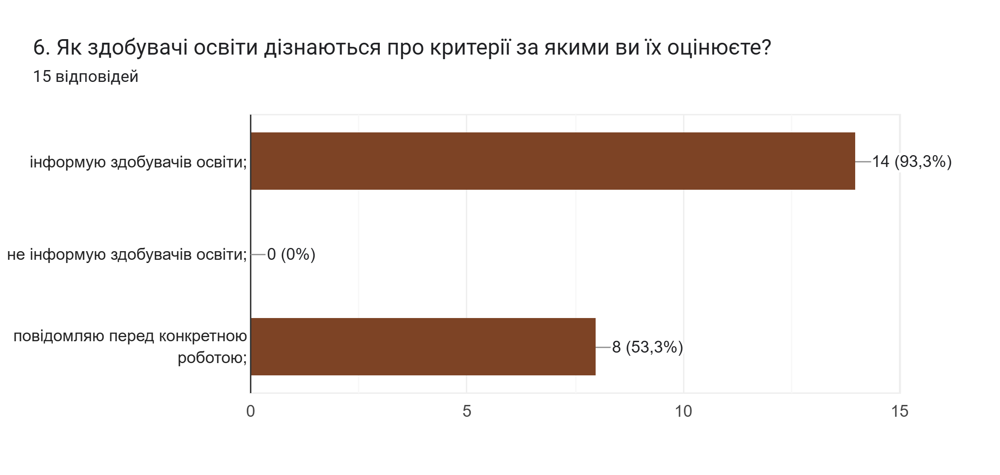 6. Як здобувачі освіти дізнаються про критерії за якими ви їх оцінюєте?
15 відповідей
інформую здобувачів освіти;
14 (93,3%)
не інформую здобувачів освіти;
0 (0%)
повідомляю перед конкретною
роботою;
8 (53,3%)
0
5
10
15